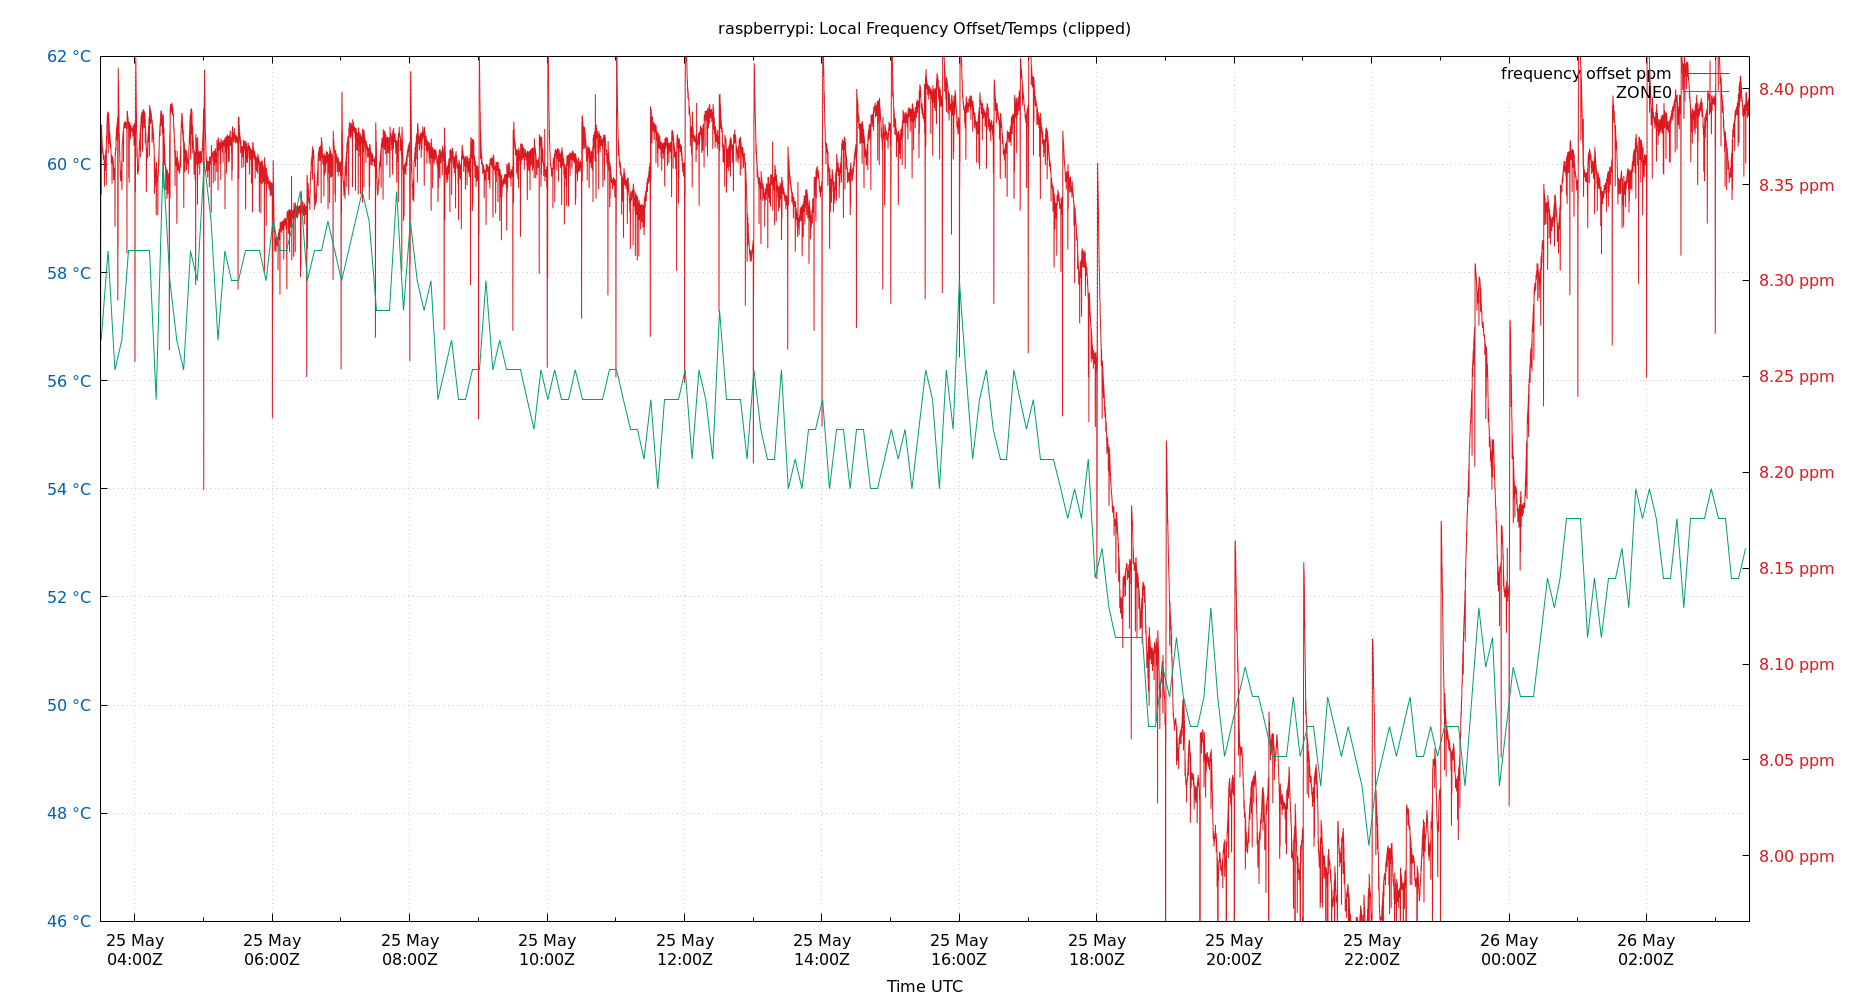 raspberrypi: Local Frequency Offset/Temps (clipped)
62 °C
60 °C
58 °C
56 °C
54 °C
52 °C
50 °C
48 °C
46 °C
frequency offset ppm
ZONE0
8.40 ppm
8.35 ppm
8.30 ppm
8.25 ppm
8.20 ppm
8.15 ppm
8.10 ppm
8.05 ppm
8.00 ppm
25 May 25 May 25 May 25 May 25 May 25 May 25 May 25 May 25 May 25 May 26 May 26 May
04:00Z 06:00Z 08:00Z 10:00Z 12:00Z 14:00Z 16:00Z 18:00Z 20:00Z 22:00Z 00:00Z 02:00Z
Time UTC